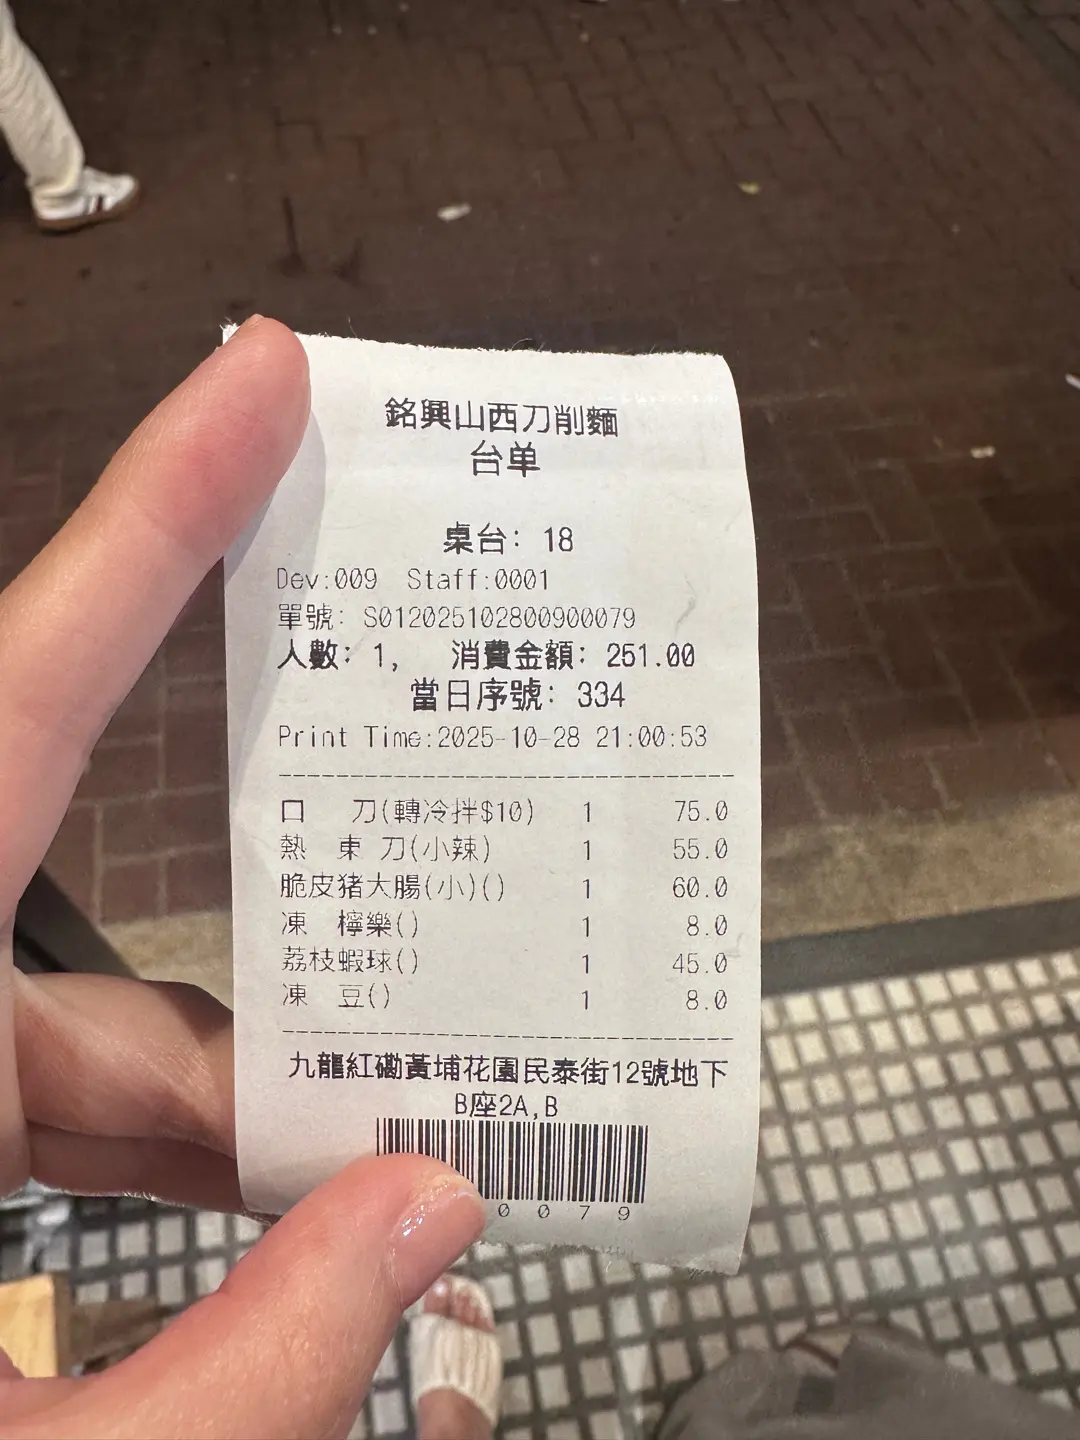 銘興山西刀削麵
台单
桌台: 18
Dev:009 Staff:0001
單號: S01202510280090​0079
人數: 1, 消費金額: 251.00
當日序號: 334
Print Time:2025-10-28 21:00:53
口 刀(轉冷拌$10) 1 75.0
熱 東 刀(小辣) 1 55.0
脆皮猪大腸(小)() 1 60.0
凍 檸樂() 1 8.0
荔枝蝦球() 1 45.0
凍 豆() 1 8.0
九龍紅磡黃埔花園民泰街12號地下
B座2A,B
0079